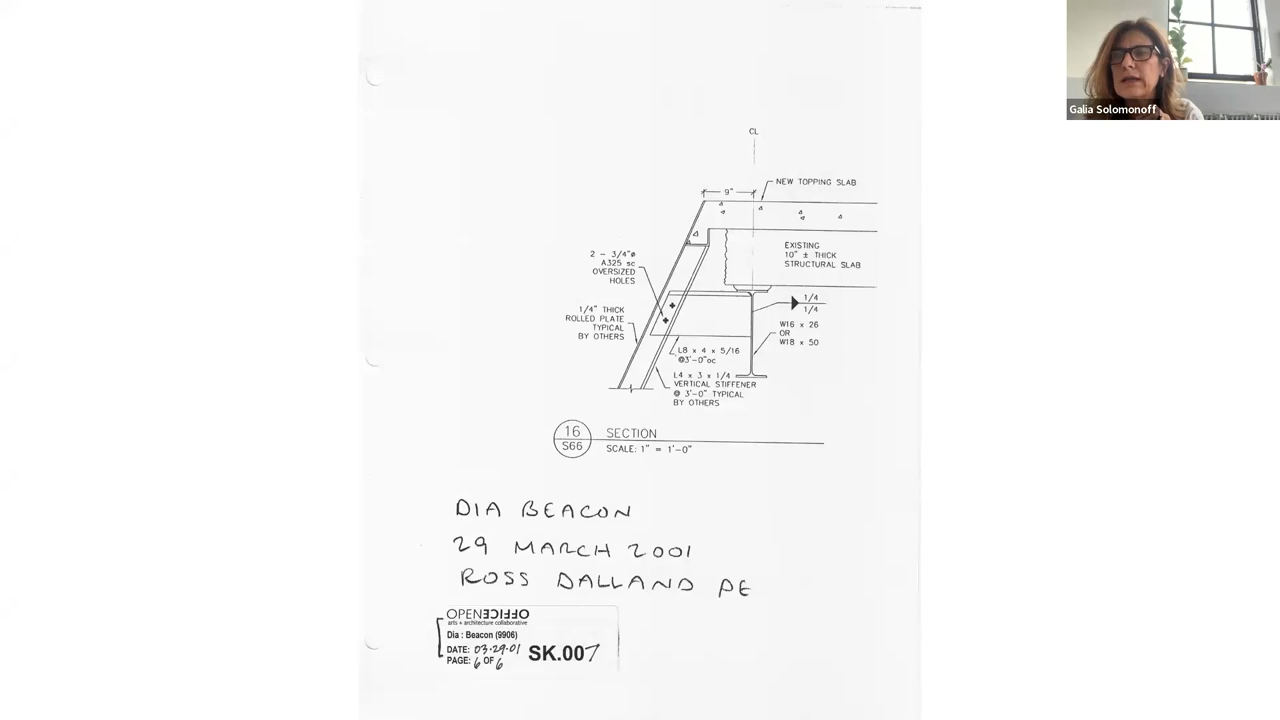 Galia Solomonoff
CL
9"
NEW TOPPING SLAB
EXISTING
10" ± THICK
STRUCTURAL SLAB
2 - 3/4"ø
A325 sc
OVERSIZED
HOLES
1/4" THICK
ROLLED PLATE
TYPICAL
BY OTHERS
1/4
1/4
W16 x 26
OR
W18 x 50
L8 x 4 x 5/16
@3'-0"oc
L4 x 3 x 1/4
VERTICAL STIFFENER
@ 3'-0" TYPICAL
BY OTHERS
16
S66
SECTION
SCALE: 1" = 1'-0"
DIA BEACON
29 MARCH 2001
ROSS DALLAND PE
OPENOFFICE
arts + architecture collaborative
Dia : Beacon (9906)
DATE: 03.29.01
PAGE: 6 OF 6
SK.007